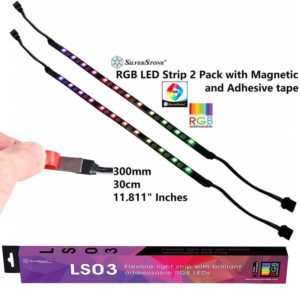 SILVERSTONE
RGB LED Strip 2 Pack with Magnetic
and Adhesive tape
RGB
300mm
30cm
11.811" Inches
LS03
Flexible light strip with brilliant
addressable RGB LEDs